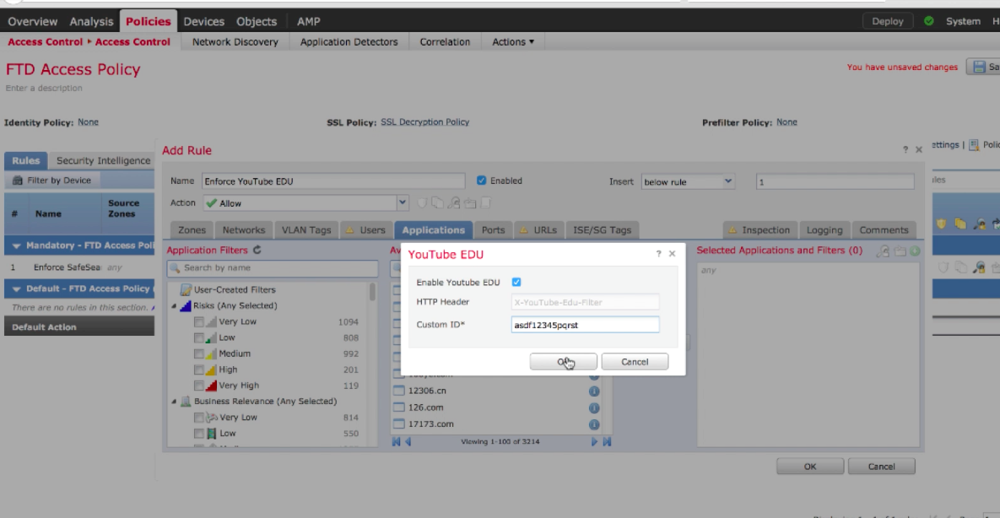 Overview Analysis Policies Devices Objects AMP Deploy System H
Access Control ▸ Access Control Network Discovery Application Detectors Correlation Actions ▾
FTD Access Policy
You have unsaved changes Sa
Enter a description
Identity Policy: None SSL Policy: SSL Decryption Policy Prefilter Policy: None
ettings | Polic
Add Rule ? ×
Rules Security Intelligence
Filter by Device
Name Enforce YouTube EDU Enabled Insert below rule 1
Action Allow
# Name Source Zones
Zones Networks VLAN Tags Users Applications Ports URLs ISE/SG Tags Inspection Logging Comments
Mandatory - FTD Access Poli
1 Enforce SafeSea any
Default - FTD Access Policy (
There are no rules in this section.
Default Action
Application Filters
Search by name
User-Created Filters
Risks (Any Selected)
Very Low 1094
Low 808
Medium 992
High 201
Very High 119
Business Relevance (Any Selected)
Very Low 814
Low 550
Av
YouTube EDU ? ×
Enable Youtube EDU
HTTP Header X-YouTube-Edu-Filter
Custom ID* asdf12345pqrst
Cancel
12306.cn
126.com
17173.com
Viewing 1-100 of 3214
Selected Applications and Filters (0)
any
OK Cancel